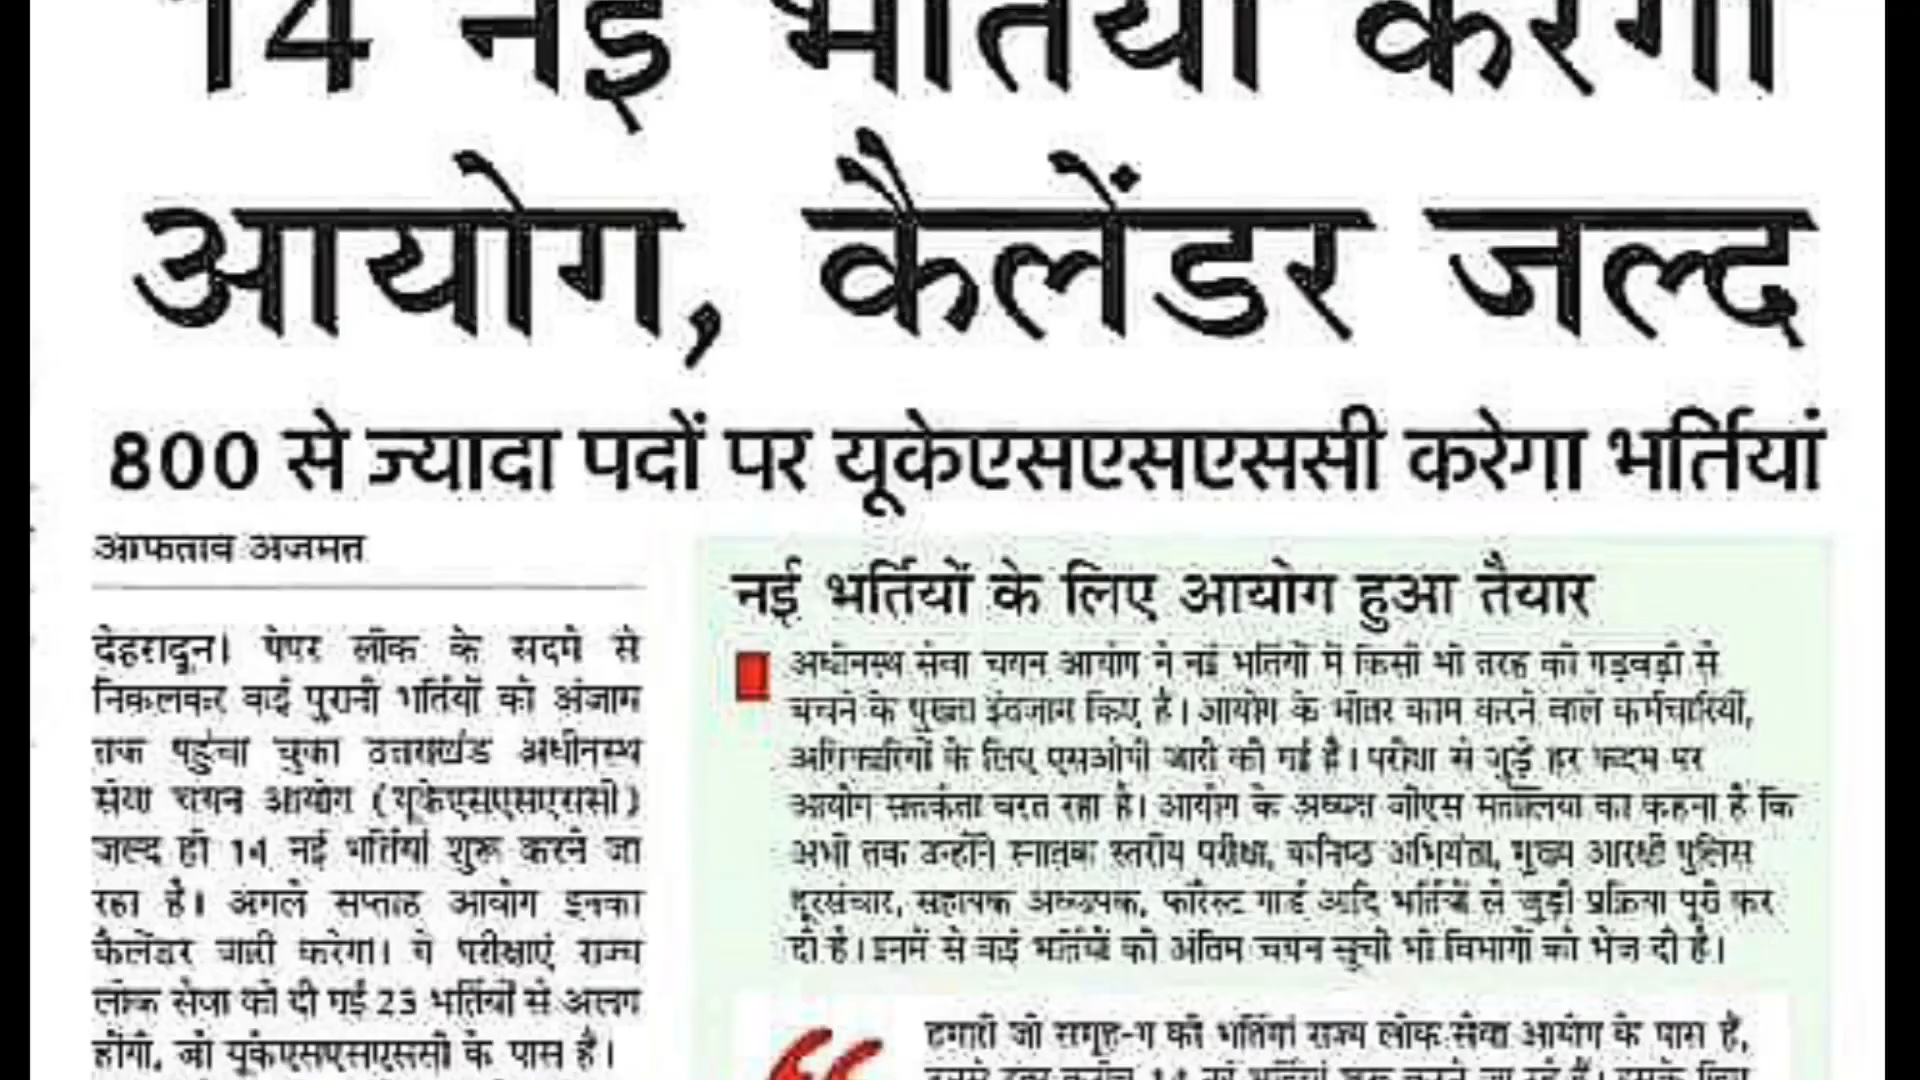 14 नई भर्तियां करेगा
आयोग, कैलेंडर जल्द
800 से ज्यादा पदों पर यूकेएसएसएससी करेगा भर्तियां
आफताब अजमत
देहरादून। पेपर लीक के सदमे से
निकलकर कई पुरानी भर्तियों को अंजाम
तक पहुंचा चुका उत्तराखंड अधीनस्थ
सेवा चयन आयोग (यूकेएसएसएससी)
जल्द ही 14 नई भर्तियां शुरू करने जा
रहा है। अगले सप्ताह आयोग इनका
कैलेंडर जारी करेगा। ये परीक्षाएं राज्य
लोक सेवा को दी गई 23 भर्तियों से अलग
होंगी, जो यूकेएसएसएससी के पास है।
नई भर्तियों के लिए आयोग हुआ तैयार
अधीनस्थ सेवा चयन आयोग ने नई भर्तियों में किसी भी तरह की गड़बड़ी से
बचने के पुख्ता इंतजाम किए हैं। आयोग के भीतर काम करने वाले कर्मचारियों,
अधिकारियों के लिए एसओपी जारी की गई है। परीक्षा से जुड़े हर कदम पर
आयोग सतर्कता बरत रहा है। आयोग के अध्यक्ष जीएस मर्तोलिया का कहना है कि
अभी तक उन्होंने स्नातक स्तरीय परीक्षा, कनिष्ठ अभियंता, मुख्य आरक्षी पुलिस
दूरसंचार, सहायक अध्यापक, फॉरेस्ट गार्ड आदि भर्तियों से जुड़ी प्रक्रिया पूरी कर
दी है। इनमें से कई भर्तियों की अंतिम चयन सूची भी विभागों को भेज दी है।
हमारी जो समूह-ग की भर्तियां राज्य लोक सेवा आयोग के पास हैं,